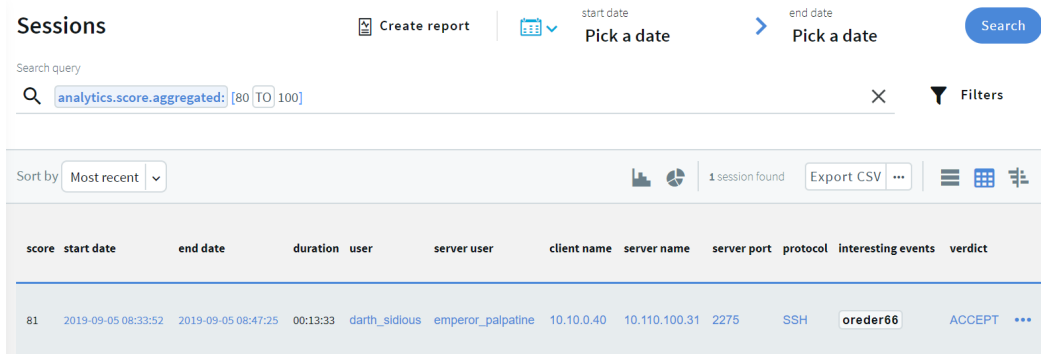 Sessions
Create report
start date
Pick a date
end date
Pick a date
Search
Search query
analytics.score.aggregated: [80 TO 100]
Filters
Sort by Most recent
1 session found
Export CSV ...
score start date end date duration user server user client name server name server port protocol interesting events verdict
81 2019-09-05 08:33:52 2019-09-05 08:47:25 00:13:33 darth_sidious emperor_palpatine 10.10.0.40 10.110.100.31 2275 SSH oreder66 ACCEPT ...